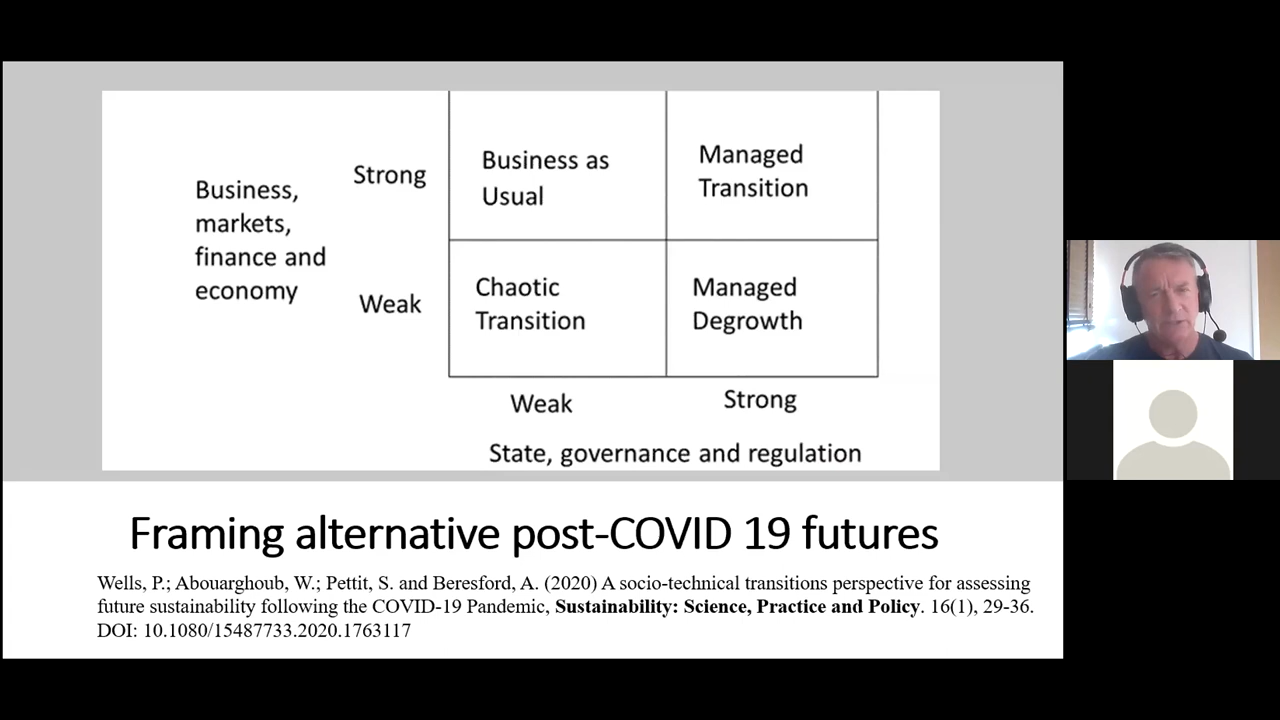 Business,
markets,
finance and
economy
Strong
Business as
Usual
Managed
Transition
Weak
Chaotic
Transition
Managed
Degrowth
Weak
Strong
State, governance and regulation
Framing alternative post-COVID 19 futures
Wells, P.; Abouarghoub, W.; Pettit, S. and Beresford, A. (2020) A socio-technical transitions perspective for assessing
future sustainability following the COVID-19 Pandemic, Sustainability: Science, Practice and Policy. 16(1), 29-36.
DOI: 10.1080/15487733.2020.1763117